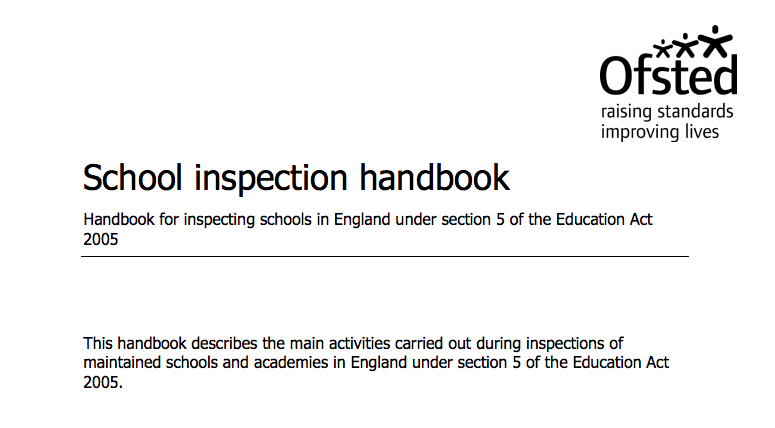 Ofsted
raising standards
improving lives
School inspection handbook
Handbook for inspecting schools in England under section 5 of the Education Act
2005
This handbook describes the main activities carried out during inspections of
maintained schools and academies in England under section 5 of the Education Act
2005.